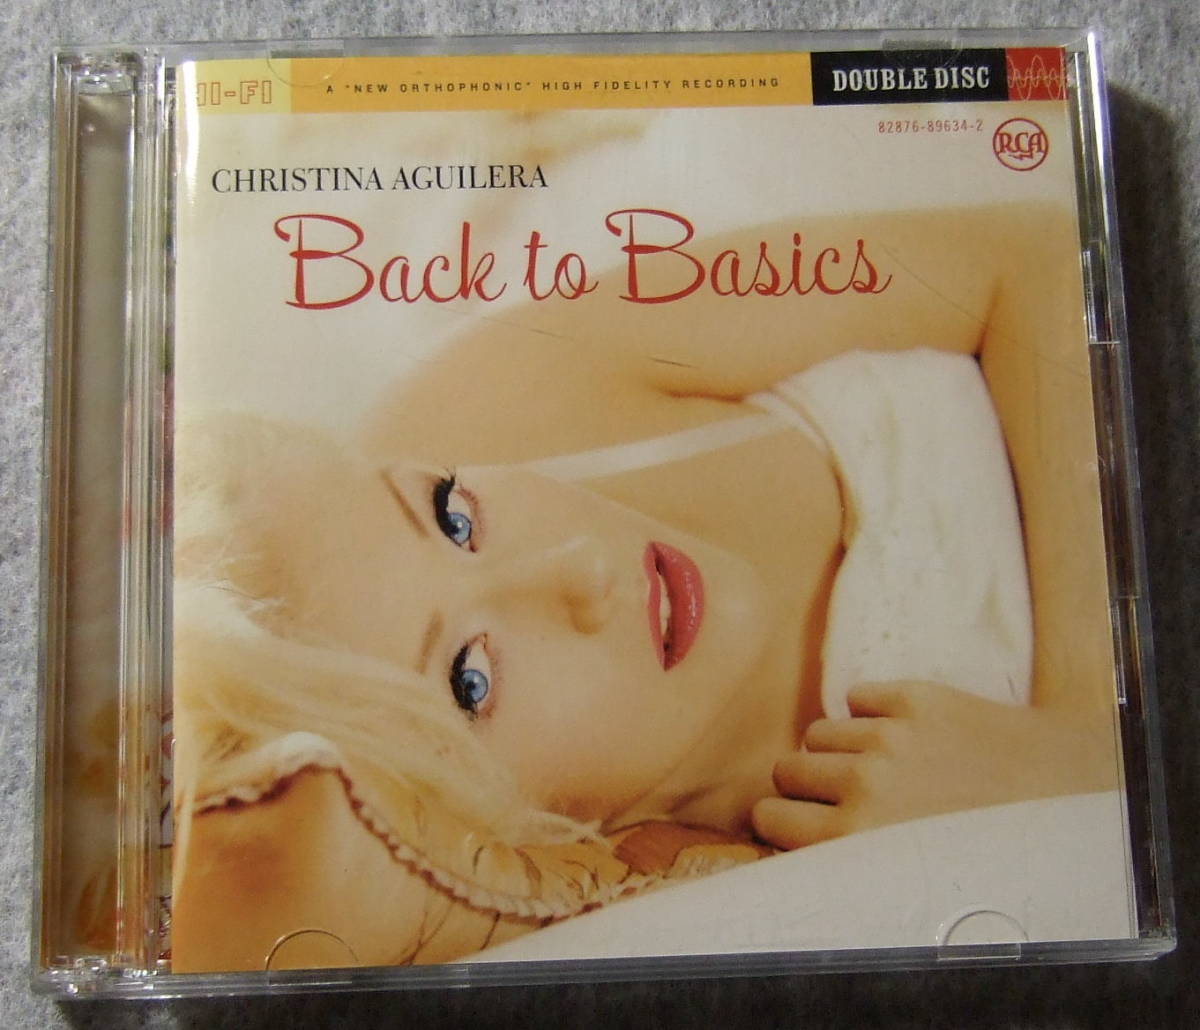 HI-FI
A "NEW ORTHOPHONIC" HIGH FIDELITY RECORDING
DOUBLE DISC
82876-89634-2
RCA
CHRISTINA AGUILERA
Back to Basics